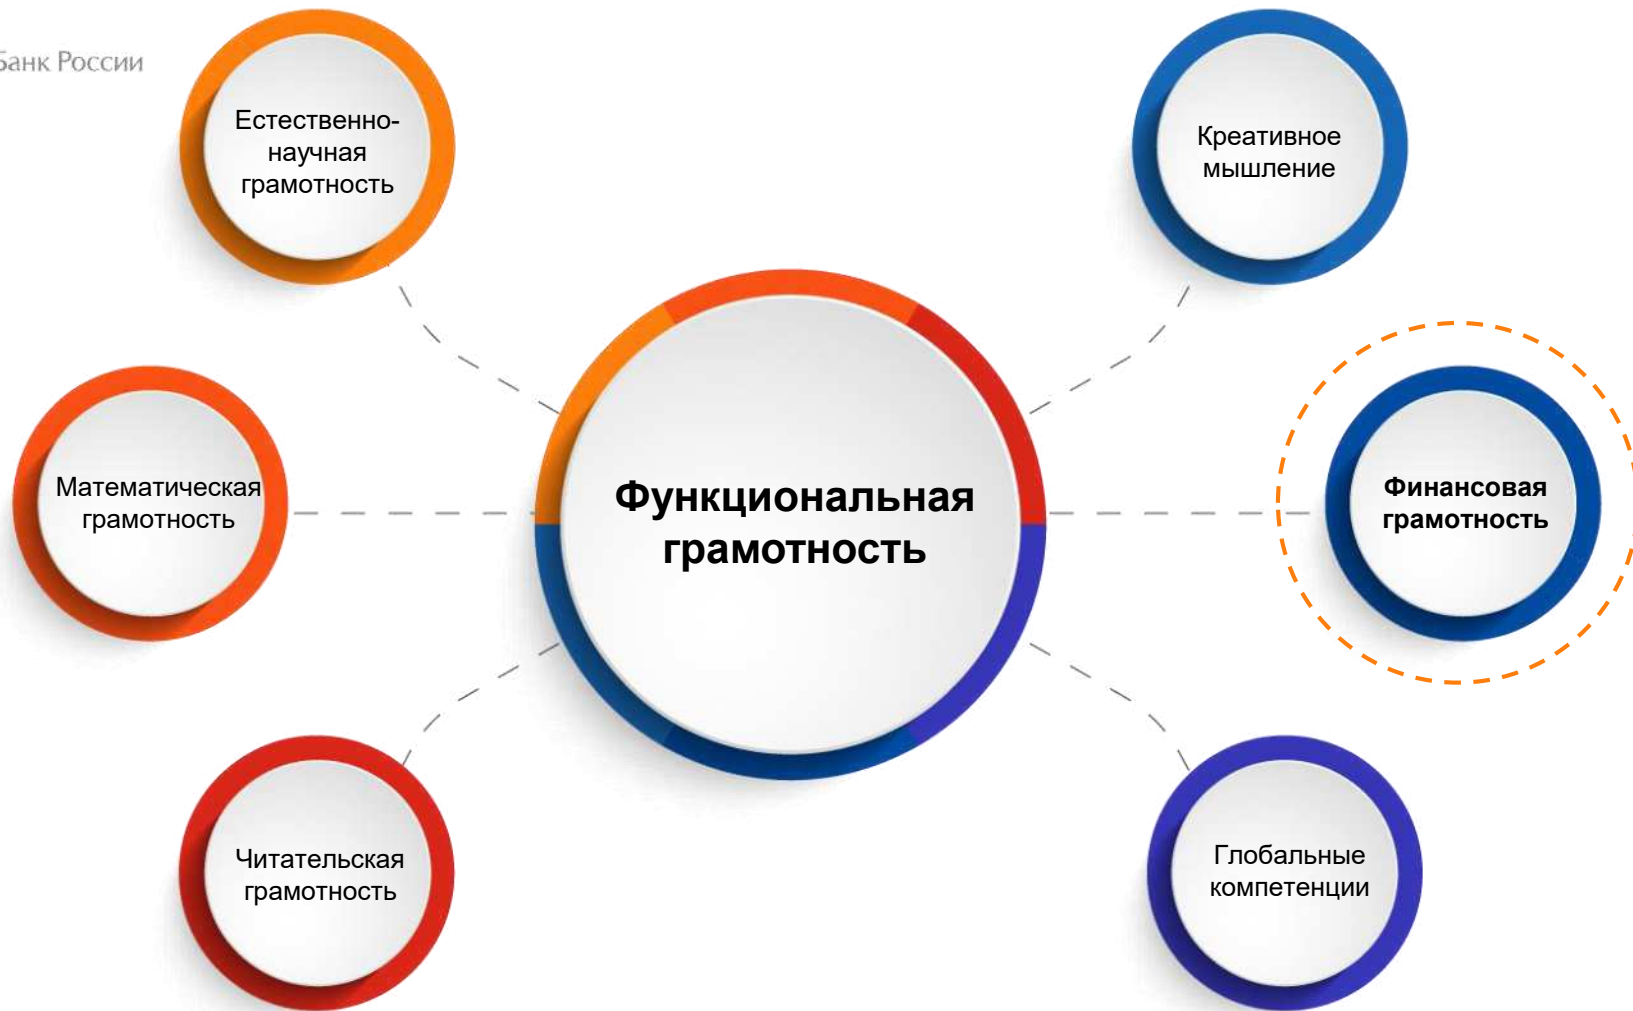 Банк России
Естественно-
научная
грамотность
Креативное
мышление
Математическая
грамотность
Функциональная
грамотность
Финансовая
грамотность
Читательская
грамотность
Глобальные
компетенции